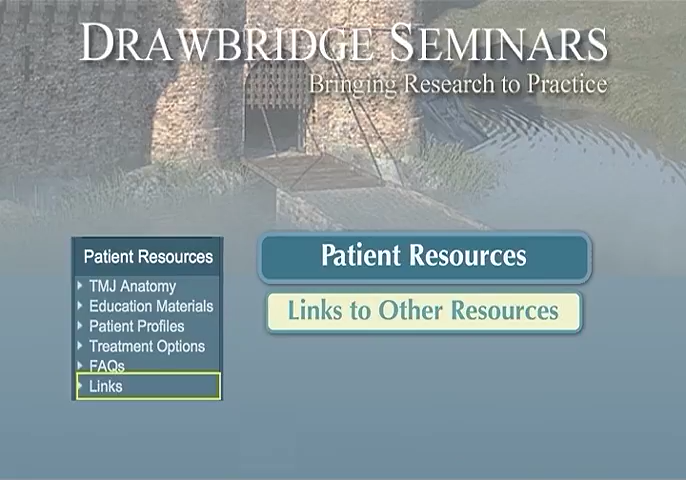 DRAWBRIDGE SEMINARS
Bringing Research to Practice
Patient Resources
TMJ Anatomy
Education Materials
Patient Profiles
Treatment Options
FAQs
Links
Patient Resources
Links to Other Resources